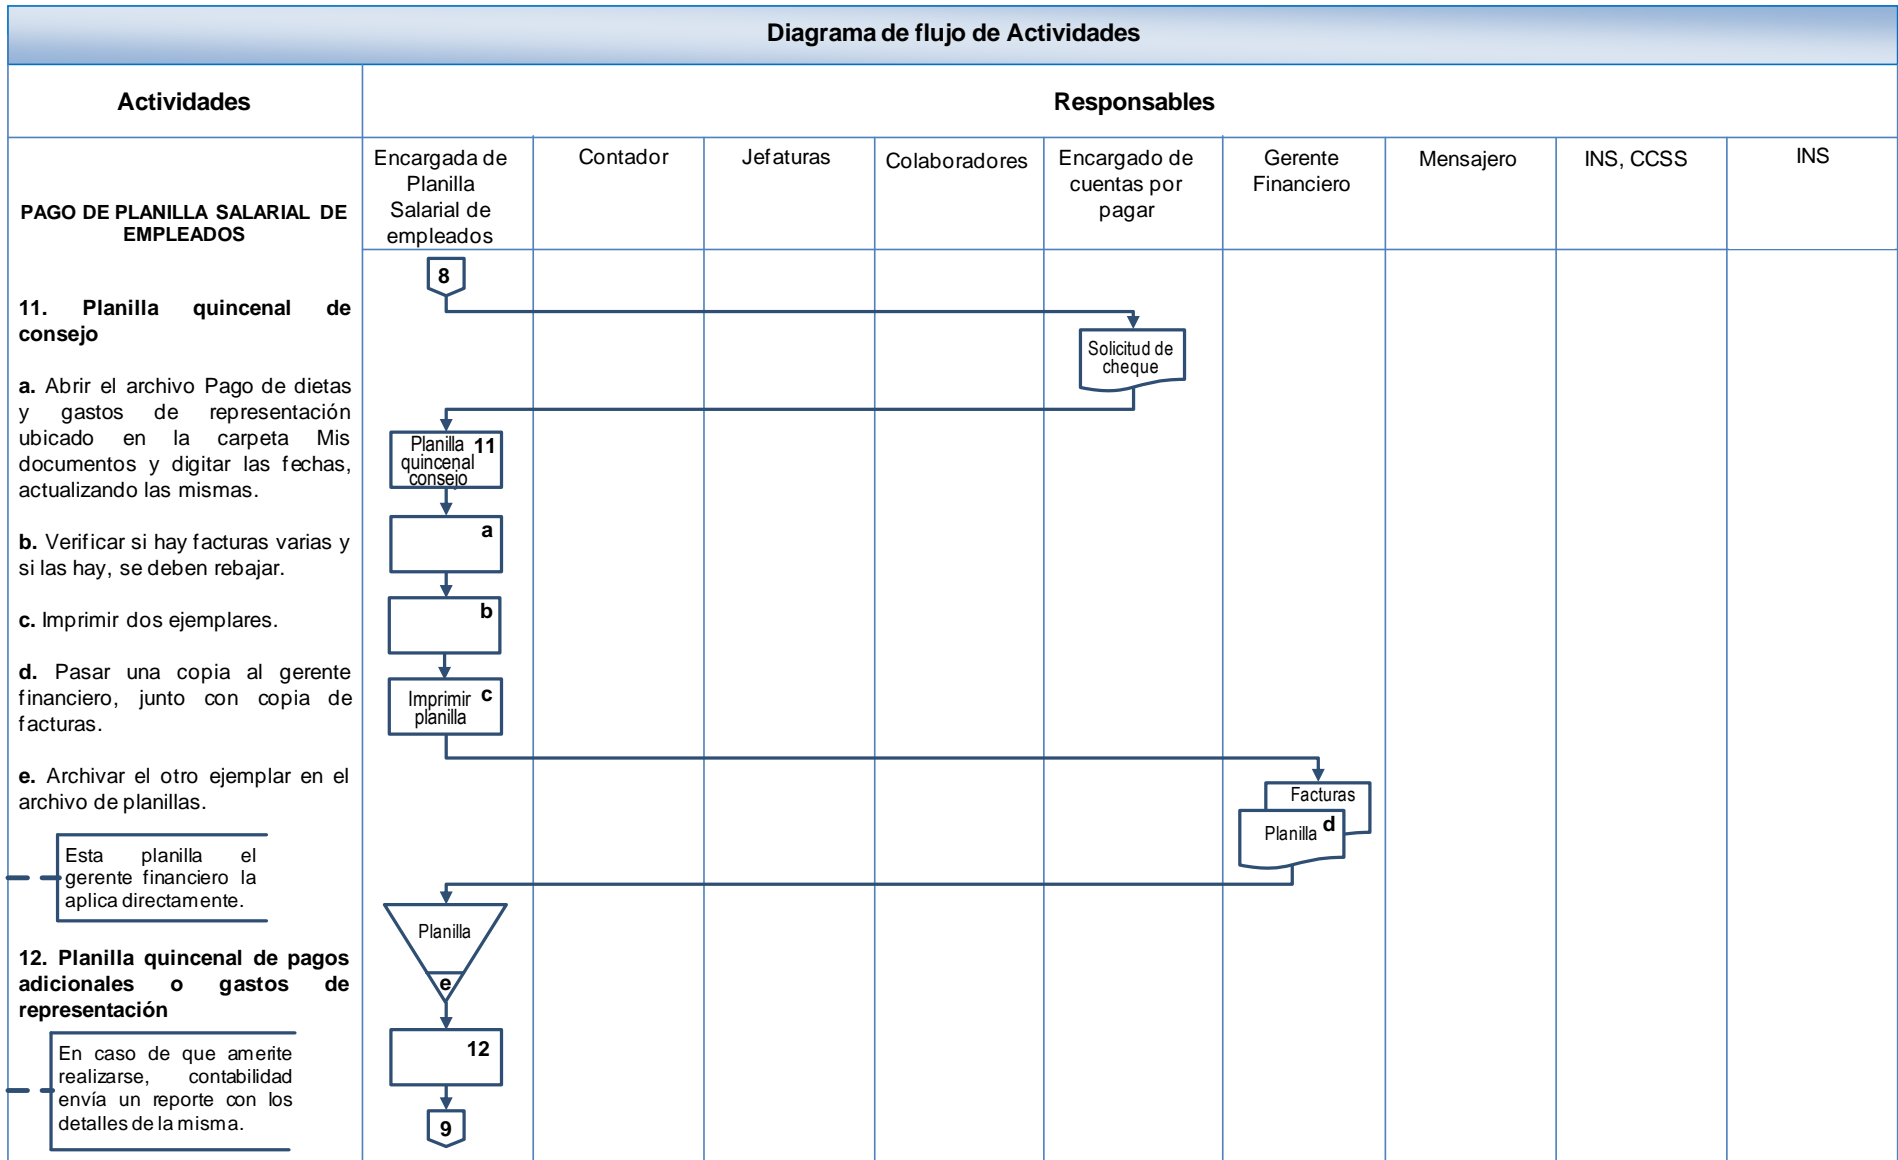 Diagrama de flujo de Actividades
Actividades
Responsables
PAGO DE PLANILLA SALARIAL DE
EMPLEADOS
Encargada de
Planilla
Salarial de
empleados
Contador
Jefaturas
Colaboradores
Encargado de
cuentas por
pagar
Gerente
Financiero
Mensajero
INS, CCSS
INS
11. Planilla quincenal de
consejo
a. Abrir el archivo Pago de dietas
y gastos de representación
ubicado en la carpeta Mis
documentos y digitar las fechas,
actualizando las mismas.
b. Verificar si hay facturas varias y
si las hay, se deben rebajar.
c. Imprimir dos ejemplares.
d. Pasar una copia al gerente
financiero, junto con copia de
facturas.
e. Archivar el otro ejemplar en el
archivo de planillas.
Esta planilla el
gerente financiero la
aplica directamente.
12. Planilla quincenal de pagos
adicionales o gastos de
representación
En caso de que amerite
realizarse, contabilidad
envía un reporte con los
detalles de la misma.
8
Solicitud de
cheque
Planilla 11
quincenal
consejo
a
b
Imprimir c
planilla
Facturas
Planilla d
Planilla
e
12
9